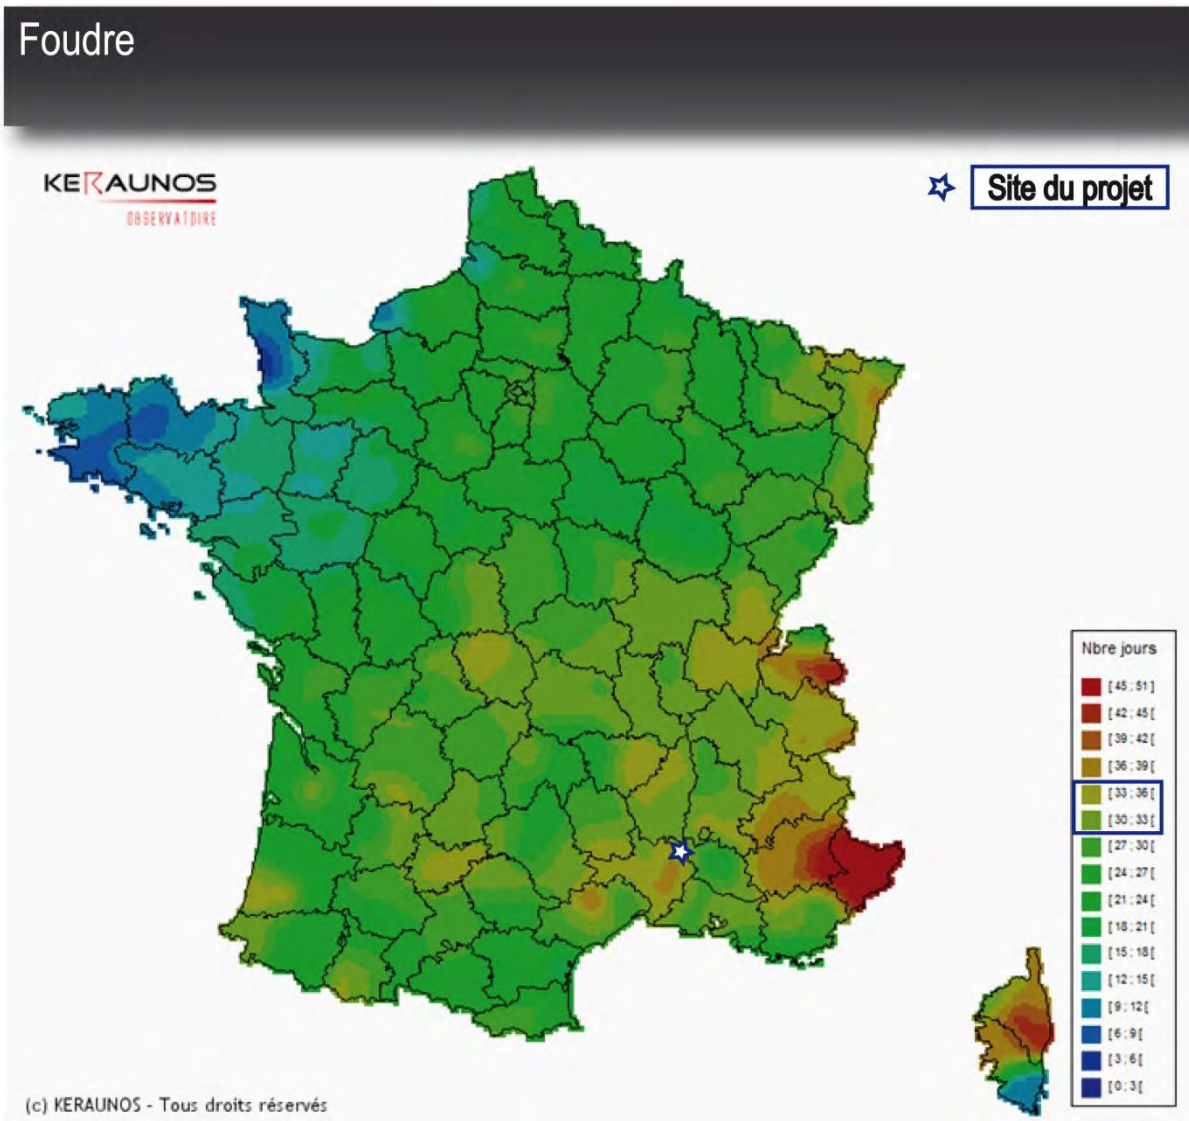 Foudre
KERAUNOS
OBSERVATOIRE
Site du projet
Nbre jours
[45:51]
[42:45[
[39:42[
[36:39[
[33:36[
[30:33[
[27:30[
[24:27[
[21:24[
[18:21[
[15:18[
[12:15[
[9:12[
[6:9[
[3:6[
[0:3[
(c) KERAUNOS - Tous droits réservés